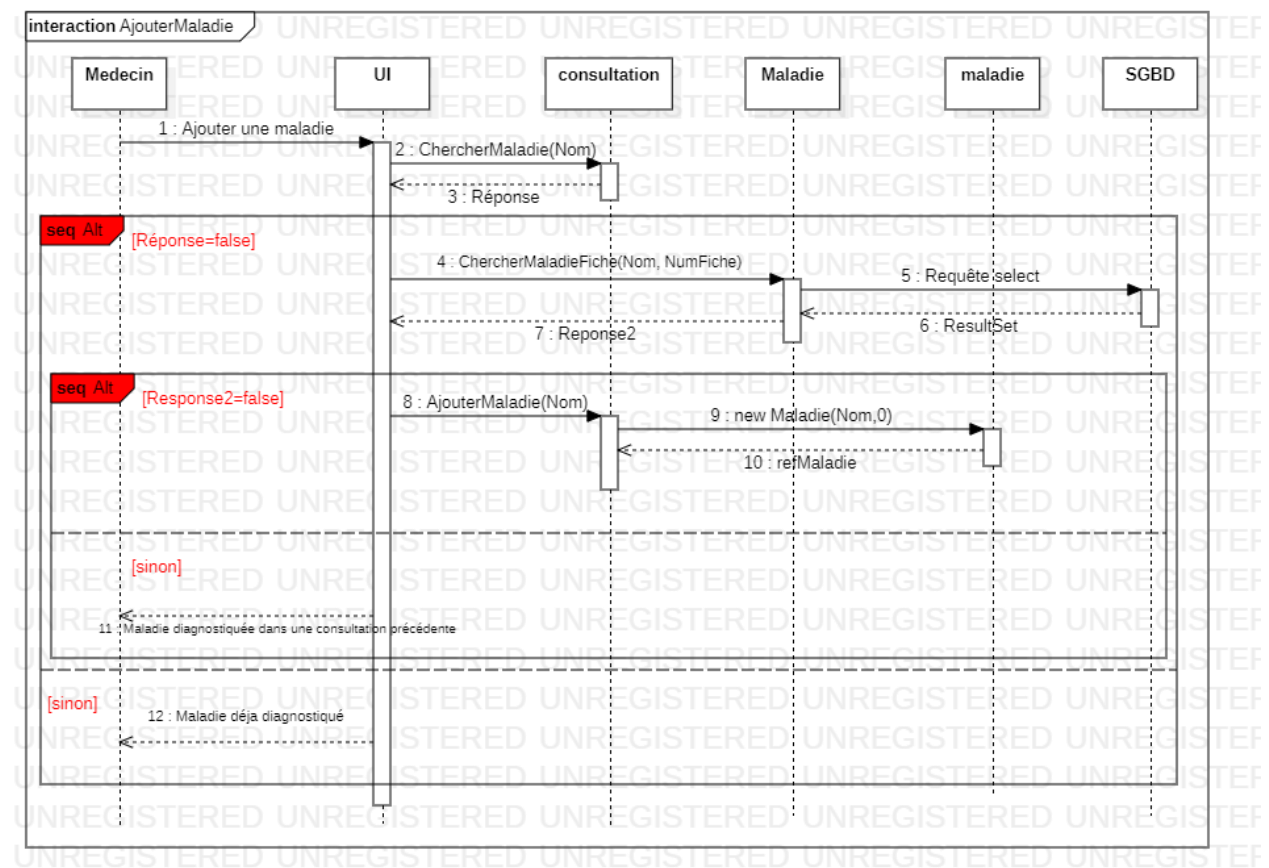 interaction AjouterMaladie
Medecin
UI
consultation
Maladie
maladie
SGBD
1 : Ajouter une maladie
2 : ChercherMaladie(Nom)
3 : Réponse
seq Alt
[Réponse=false]
4 : ChercherMaladieFiche(Nom, NumFiche)
5 : Requête select
6 : ResultSet
7 : Reponse2
seq Alt
[Response2=false]
8 : AjouterMaladie(Nom)
9 : new Maladie(Nom,0)
10 : refMaladie
[sinon]
11 : Maladie diagnostiquée dans une consultation précédente
[sinon]
12 : Maladie déja diagnostiqué
UNREGISTERED